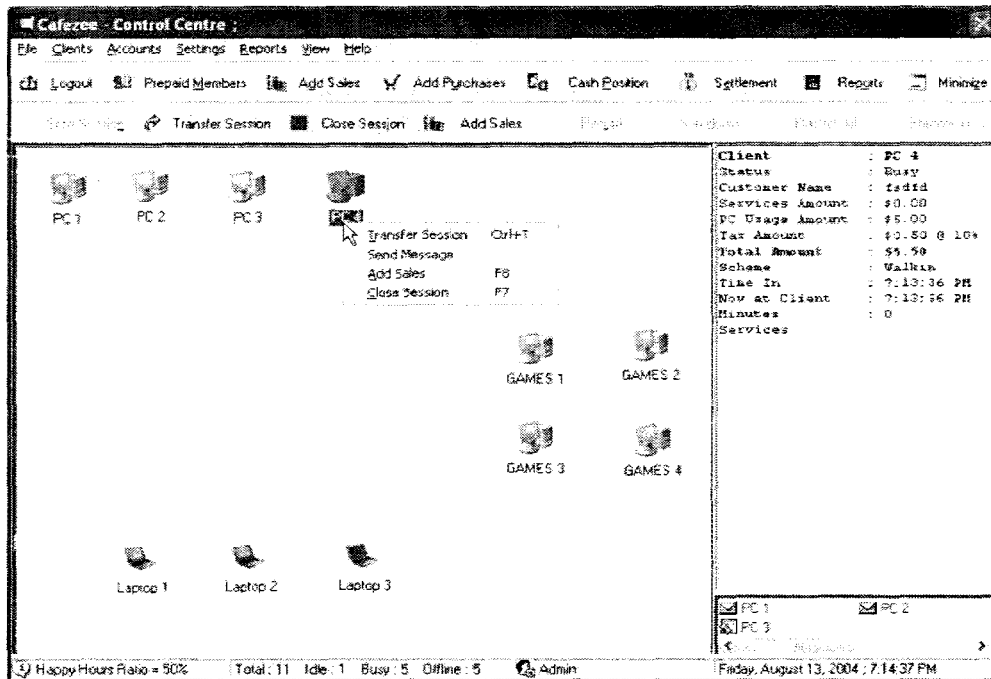 Cafezee - Control Centre ;
File Clients Accounts Settings Reports View Help
Logout Prepaid Members Add Sales Add Purchases Cash Position Settlement Reports Minimize
Transfer Session Close Session Add Sales
PC 1 PC 2 PC 3 PC 4
Transfer Session Ctrl+T
Send Message
Add Sales F6
Close Session F7
GAMES 1 GAMES 2
GAMES 3 GAMES 4
Laptop 1 Laptop 2 Laptop 3
Client : PC 4
Status : Busy
Customer Name : fsdfd
Services Amount : $0.00
PC Usage Amount : $5.00
Tax Amount : $0.50 @ 10%
Total Amount : $5.50
Scheme : Walkin
Time In : 7:13:36 PM
Now at Client : 7:13:56 PM
Minutes : 0
Services
PC 1 PC 2
PC 3
Happy Hours Ratio = 50% Total : 11 Idle : 1 Busy : 5 Offline : 5 Admin Friday, August 13, 2004 ; 7:14:37 PM